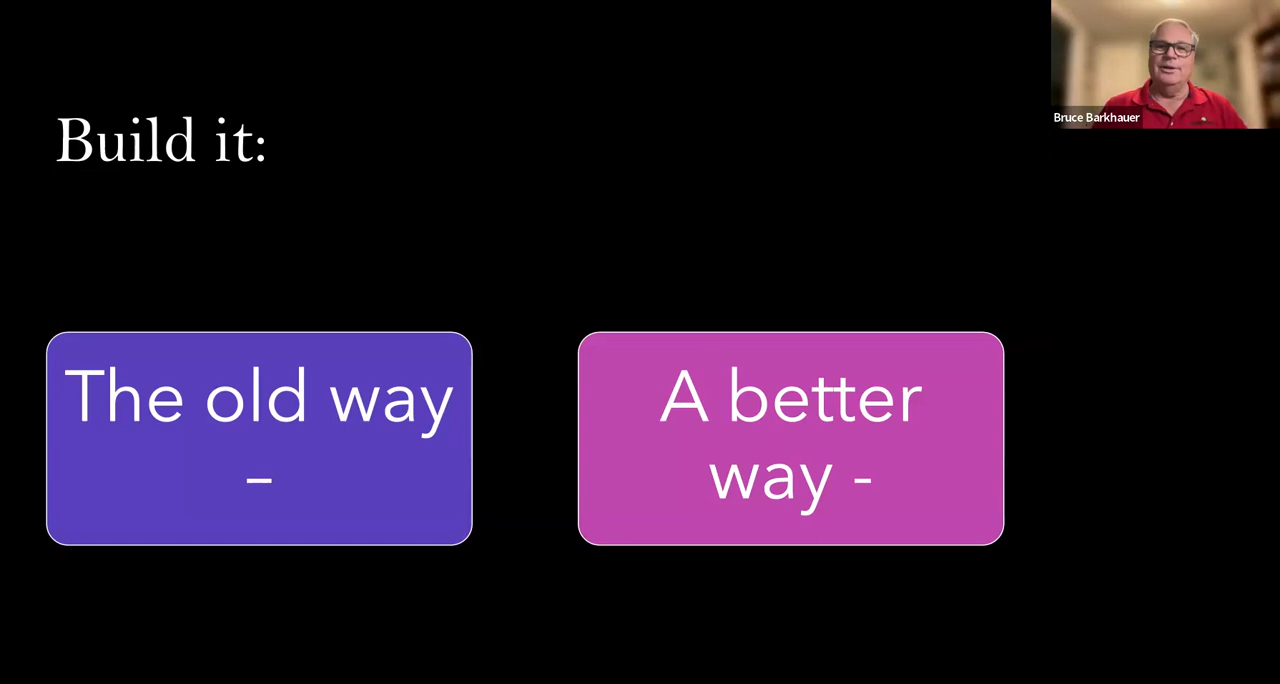 Build it:
Bruce Barkhauer
The old way
–
A better
way -